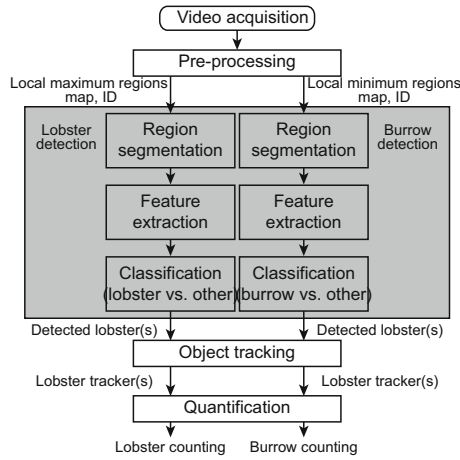 Video acquisition
Pre-processing
Local maximum regions
map, ID
Local minimum regions
map, ID
Lobster
detection
Region
segmentation
Region
segmentation
Burrow
detection
Feature
extraction
Feature
extraction
Classification
(lobster vs. other)
Classification
(burrow vs. other)
Detected lobster(s)
Detected lobster(s)
Object tracking
Lobster tracker(s)
Lobster tracker(s)
Quantification
Lobster counting
Burrow counting